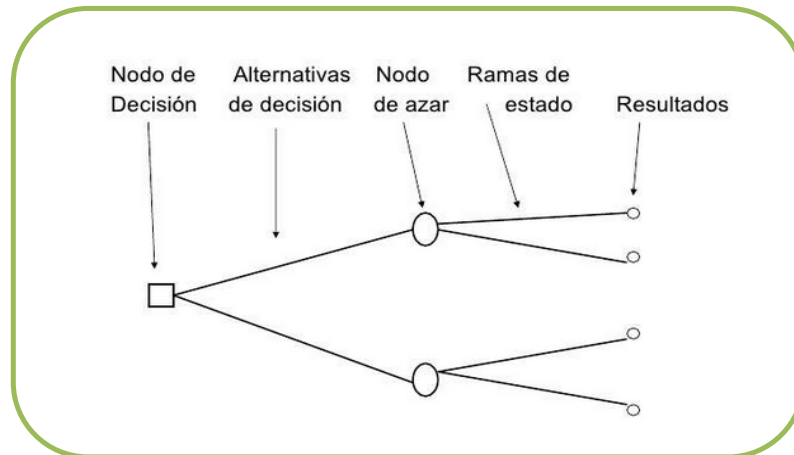 Nodo de
Decisión
Alternativas
de decisión
Nodo
de azar
Ramas de
estado
Resultados